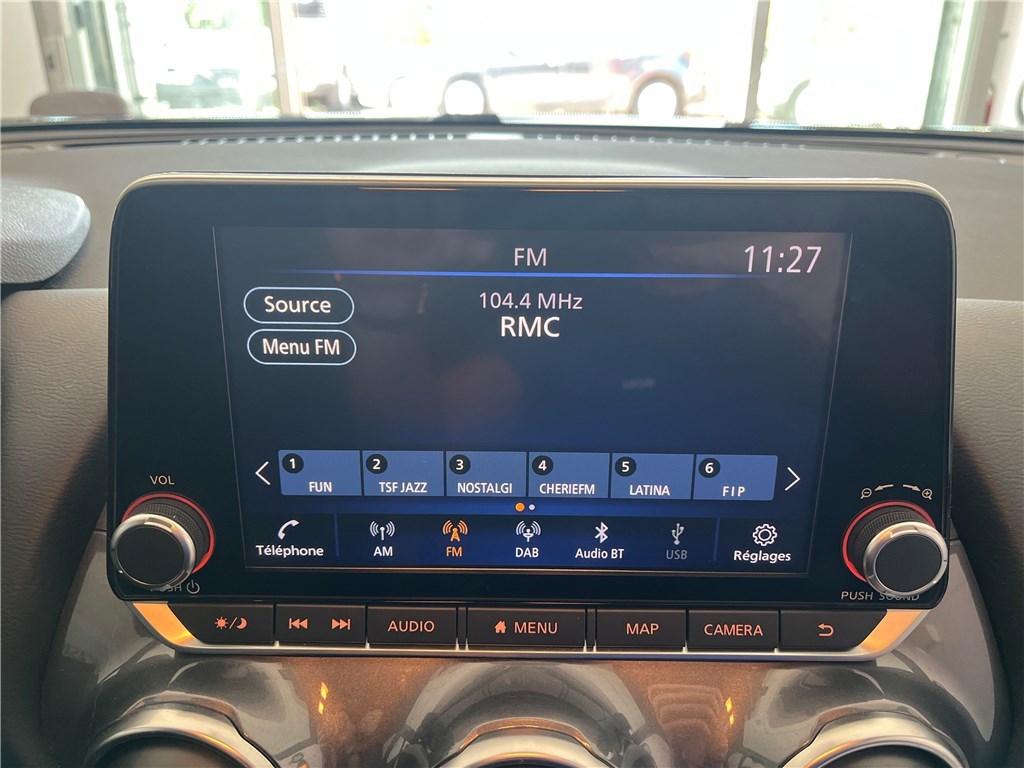 FM
11:27
Source
104.4 MHz
RMC
Menu FM
1 FUN
2 TSF JAZZ
3 NOSTALGI
4 CHERIEFM
5 LATINA
6 FIP
Téléphone
AM
FM
DAB
Audio BT
USB
Réglages
VOL
PUSH
PUSH SOUND
AUDIO
MENU
MAP
CAMERA